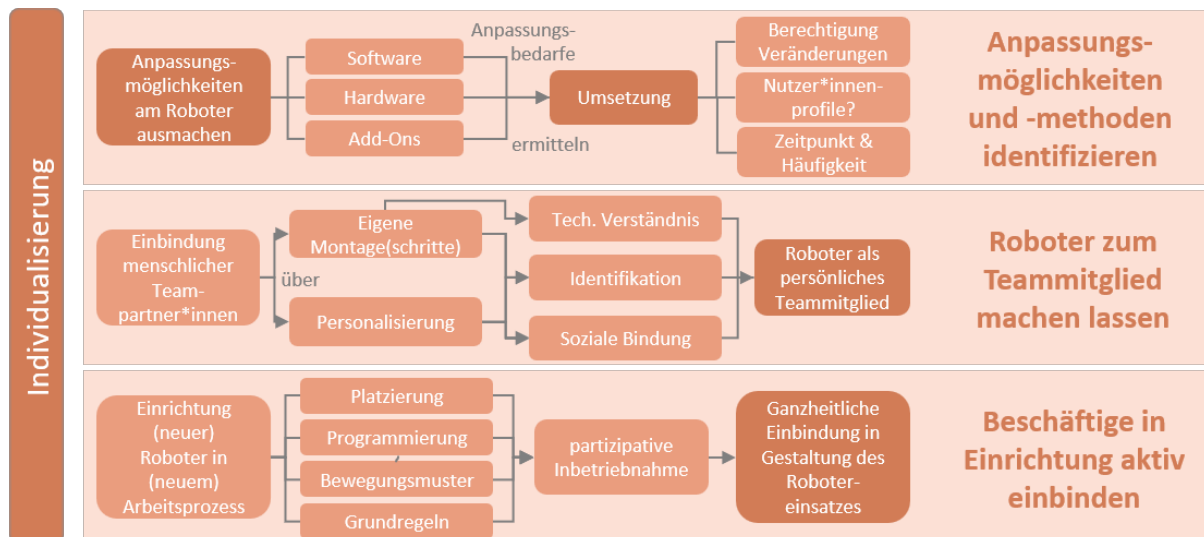 Individualisierung
Anpassungs-
möglichkeiten
am Roboter
ausmachen
Software
Hardware
Add-Ons
Anpassungs-
bedarfe
ermitteln
Umsetzung
Berechtigung
Veränderungen
Nutzer*innen-
profile?
Zeitpunkt &
Häufigkeit
Anpassungs-
möglichkeiten
und -methoden
identifizieren
Einbindung
menschlicher
Team-
partner*innen
über
Eigene
Montage(schritte)
Personalisierung
Tech. Verständnis
Identifikation
Soziale Bindung
Roboter als
persönliches
Teammitglied
Roboter zum
Teammitglied
machen lassen
Einrichtung
(neuer)
Roboter in
(neuem)
Arbeitsprozess
Platzierung
Programmierung
Bewegungsmuster
Grundregeln
partizipative
Inbetriebnahme
Ganzheitliche
Einbindung in
Gestaltung des
Roboter-
einsatzes
Beschäftige in
Einrichtung aktiv
einbinden